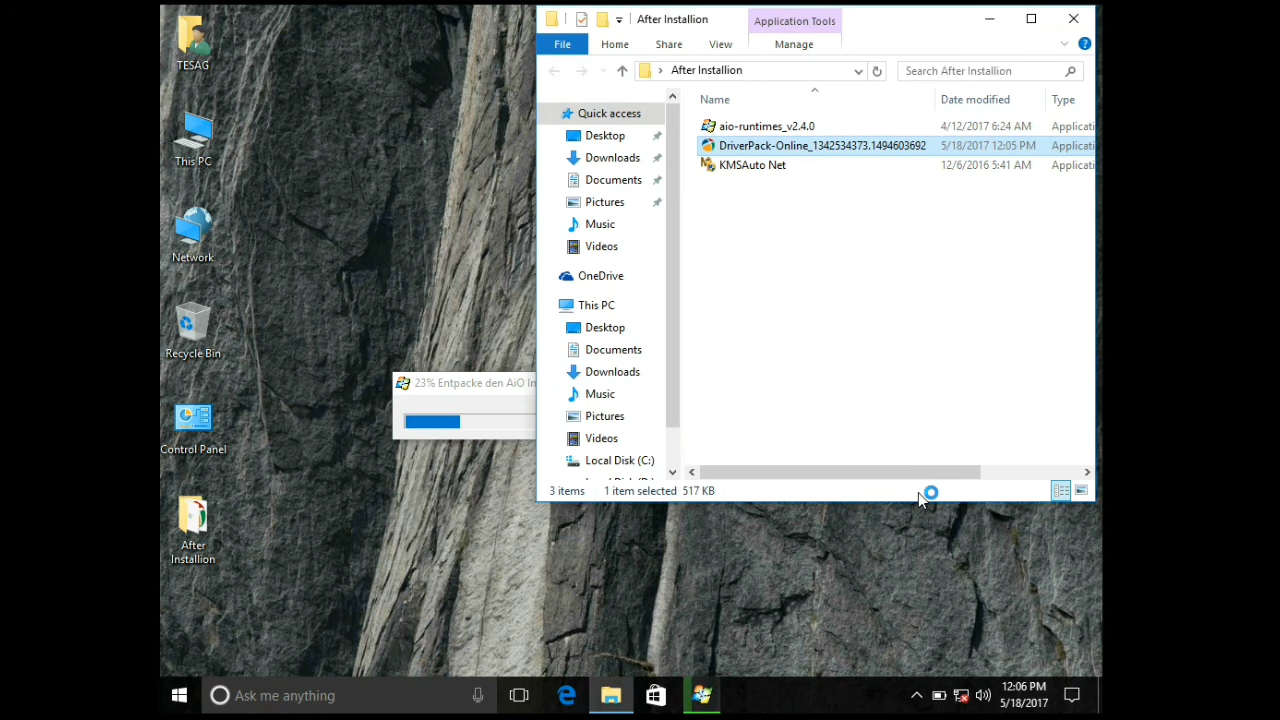 TESAG
This PC
Network
Recycle Bin
Control Panel
After
Installion
After Installion
Application Tools
File
Home
Share
View
Manage
After Installion
Search After Installion
Quick access
Desktop
Downloads
Documents
Pictures
Music
Videos
OneDrive
This PC
Desktop
Documents
Downloads
Music
Pictures
Videos
Local Disk (C:)
Name Date modified Type
aio-runtimes_v2.4.0 4/12/2017 6:24 AM Applicati
DriverPack-Online_1342534373.1494603692 5/18/2017 12:05 PM Applicati
KMSAuto Net 12/6/2016 5:41 AM Applicati
3 items 1 item selected 517 KB
23% Entpacke den AiO In
Ask me anything
12:06 PM
5/18/2017